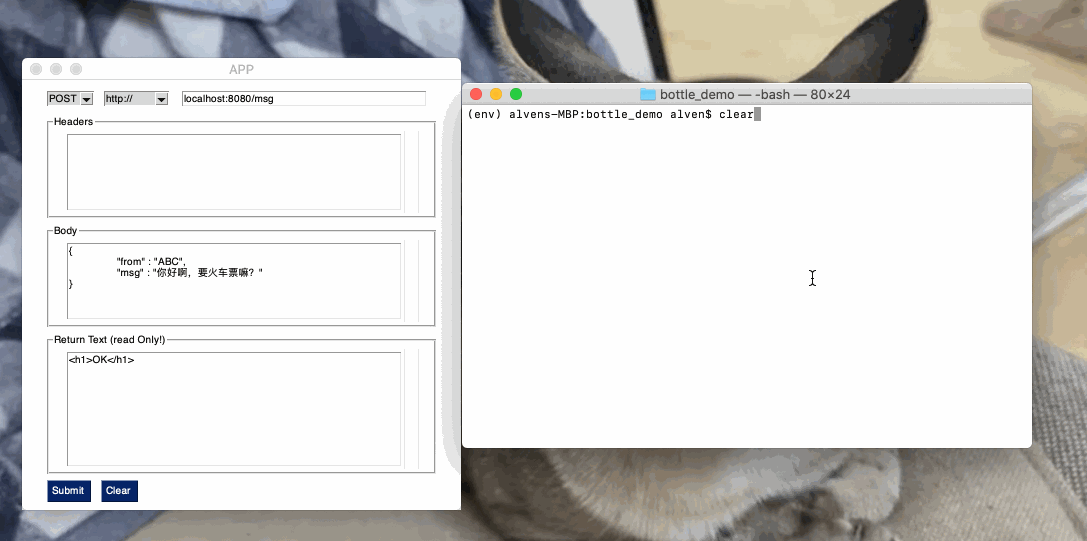 APP
POST http:// localhost:8080/msg
Headers
Body
{
"from" : "ABC",
"msg" : "你好啊，要火车票嘛？"
}
Return Text (read Only!)
<h1>OK</h1>
Submit Clear
bottle_demo — -bash — 80×24
(env) alvens-MBP:bottle_demo alven$ clear